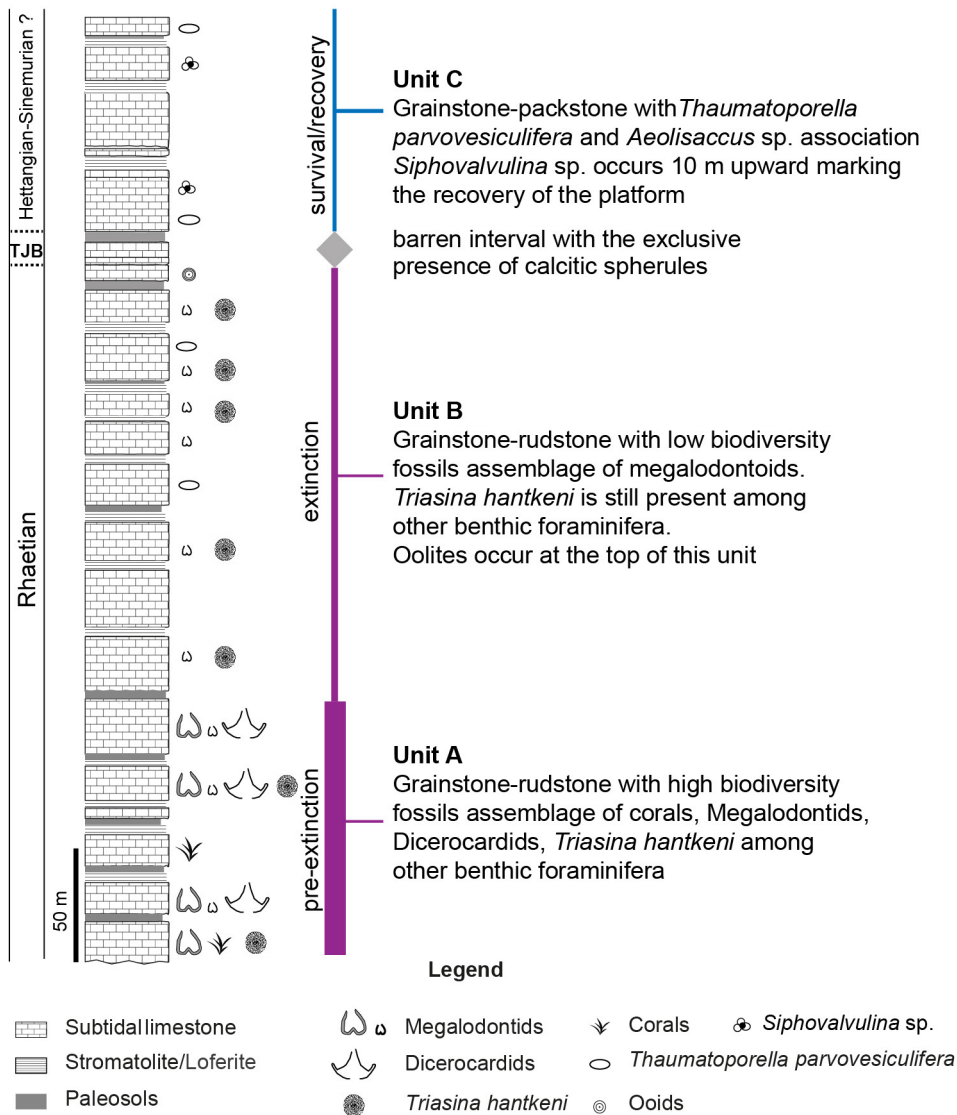 Hettangian-Sinemurian ?
TJB
Rhaetian
50 m
survival/recovery
extinction
pre-extinction
Unit C
Grainstone-packstone with Thaumatoporella
parvovesiculifera and Aeolisaccus sp. association
Siphovalvulina sp. occurs 10 m upward marking
the recovery of the platform
barren interval with the exclusive
presence of calcitic spherules
Unit B
Grainstone-rudstone with low biodiversity
fossils assemblage of megalodontoids.
Triasina hantkeni is still present among
other benthic foraminifera.
Oolites occur at the top of this unit
Unit A
Grainstone-rudstone with high biodiversity
fossils assemblage of corals, Megalodontids,
Dicerocardids, Triasina hantkeni among
other benthic foraminifera
Legend
Subtidal limestone
Stromatolite/Loferite
Paleosols
Megalodontids
Dicerocardids
Triasina hantkeni
Corals
Siphovalvulina sp.
Thaumatoporella parvovesiculifera
Ooids